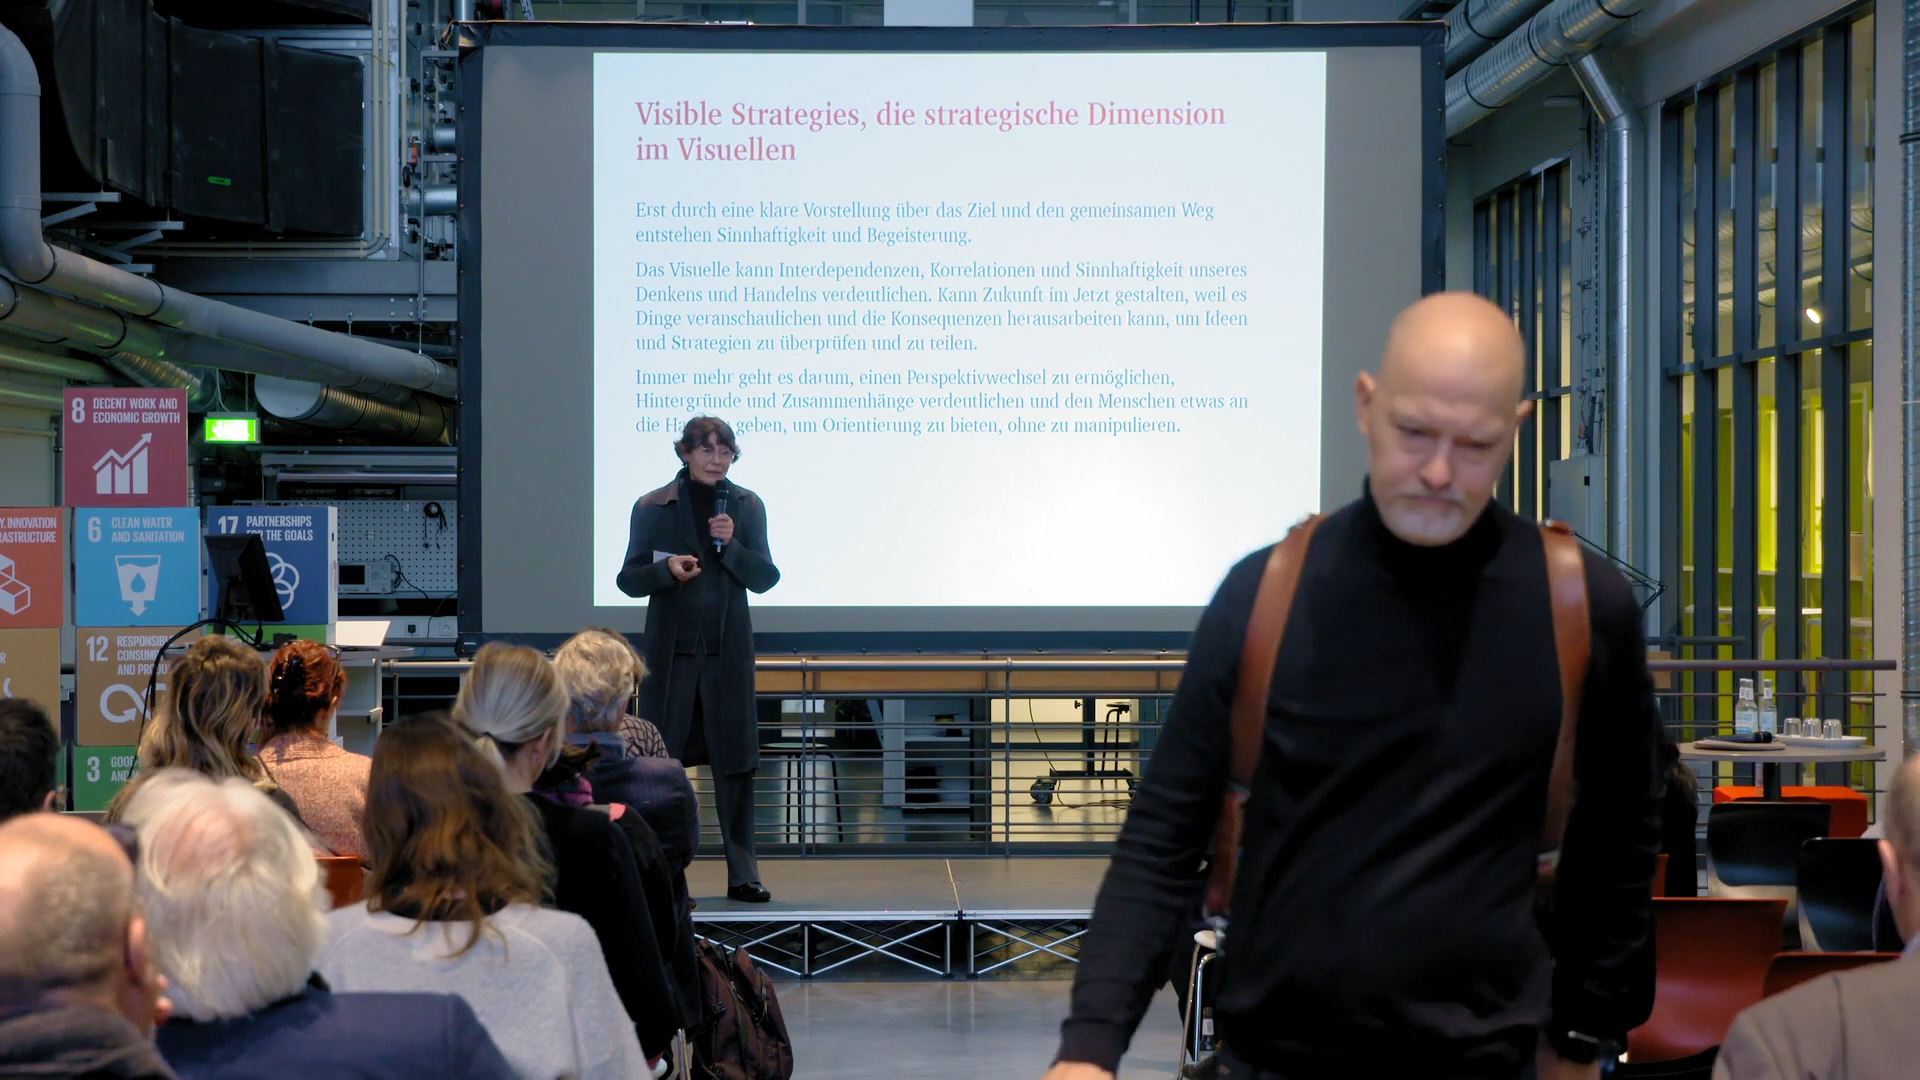 Visible Strategies, die strategische Dimension
im Visuellen
Erst durch eine klare Vorstellung über das Ziel und den gemeinsamen Weg
entstehen Sinnhaftigkeit und Begeisterung.
Das Visuelle kann Interdependenzen, Korrelationen und Sinnhaftigkeit unseres
Denkens und Handelns verdeutlichen. Kann Zukunft im Jetzt gestalten, weil es
Dinge veranschaulichen und die Konsequenzen herausarbeiten kann, um Ideen
und Strategien zu überprüfen und zu teilen.
Immer mehr geht es darum, einen Perspektivwechsel zu ermöglichen,
Hintergründe und Zusammenhänge verdeutlichen und den Menschen etwas an
die geben, um Orientierung zu bieten, ohne zu manipulieren.
8 DECENT WORK AND
ECONOMIC GROWTH
INNOVATION
6 CLEAN WATER
AND SANITATION
17 PARTNERSHIPS
FOR THE GOALS
12
AND
3